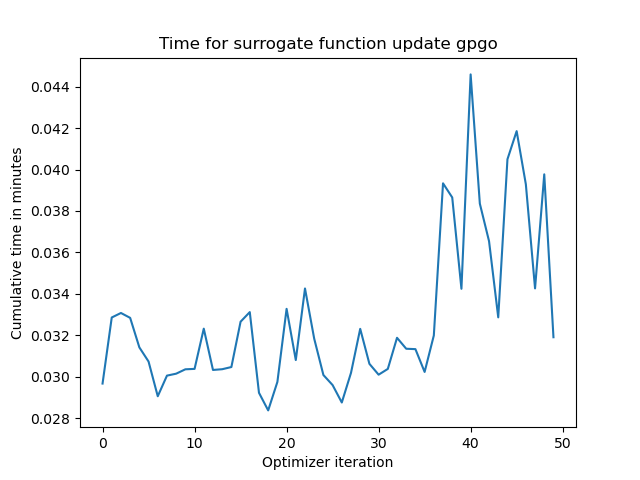 Time for surrogate function update gpgo
0.044
0.042
0.040
0.038
0.036
0.034
0.032
0.030
0.028
Cumulative time in minutes
0 10 20 30 40 50
Optimizer iteration